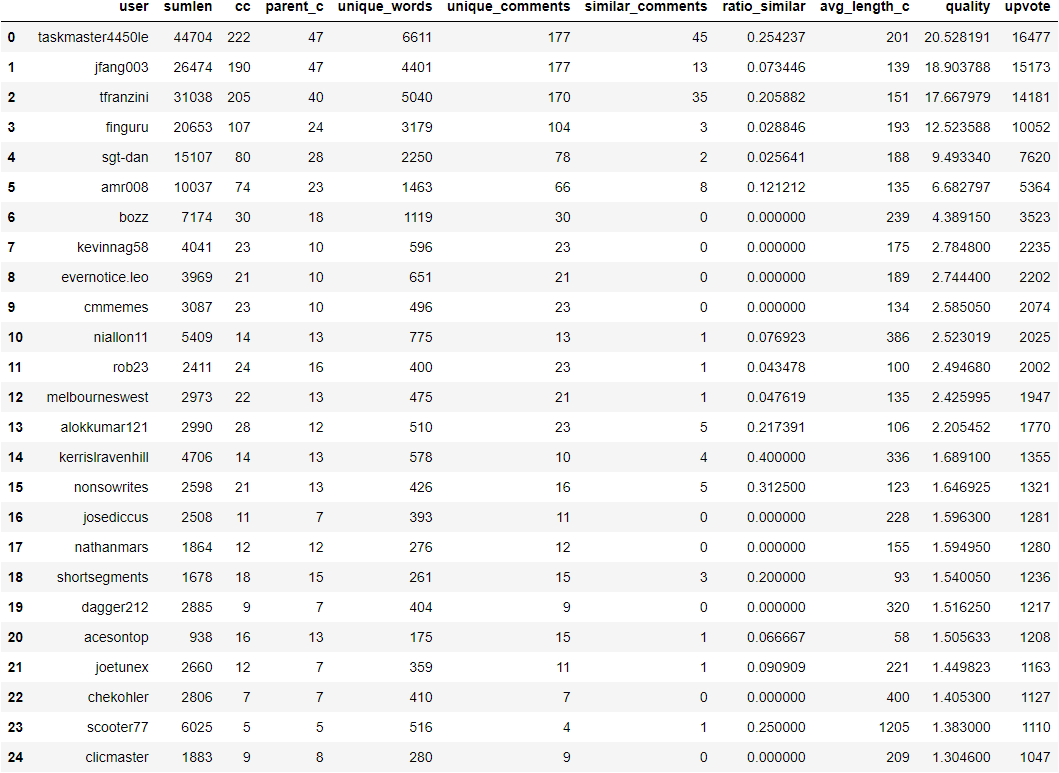 user sumlen cc parent_c unique_words unique_comments similar_comments ratio_similar avg_length_c quality upvote
0 taskmaster4450le 44704 222 47 6611 177 45 0.254237 201 20.528191 16477
1 jfang003 26474 190 47 4401 177 13 0.073446 139 18.903788 15173
2 tfranzini 31038 205 40 5040 170 35 0.205882 151 17.667979 14181
3 finguru 20653 107 24 3179 104 3 0.028846 193 12.523588 10052
4 sgt-dan 15107 80 28 2250 78 2 0.025641 188 9.493340 7620
5 amr008 10037 74 23 1463 66 8 0.121212 135 6.682797 5364
6 bozz 7174 30 18 1119 30 0 0.000000 239 4.389150 3523
7 kevinnag58 4041 23 10 596 23 0 0.000000 175 2.784800 2235
8 evernotice.leo 3969 21 10 651 21 0 0.000000 189 2.744400 2202
9 cmmemes 3087 23 10 496 23 0 0.000000 134 2.585050 2074
10 niallon11 5409 14 13 775 13 1 0.076923 386 2.523019 2025
11 rob23 2411 24 16 400 23 1 0.043478 100 2.494680 2002
12 melbourneswest 2973 22 13 475 21 1 0.047619 135 2.425995 1947
13 alokkumar121 2990 28 12 510 23 5 0.217391 106 2.205452 1770
14 kerrislravenhill 4706 14 13 578 10 4 0.400000 336 1.689100 1355
15 nonsowrites 2598 21 13 426 16 5 0.312500 123 1.646925 1321
16 josediccus 2508 11 7 393 11 0 0.000000 228 1.596300 1281
17 nathanmars 1864 12 12 276 12 0 0.000000 155 1.594950 1280
18 shortsegments 1678 18 15 261 15 3 0.200000 93 1.540050 1236
19 dagger212 2885 9 7 404 9 0 0.000000 320 1.516250 1217
20 acesontop 938 16 13 175 15 1 0.066667 58 1.505633 1208
21 joetunex 2660 12 7 359 11 1 0.090909 221 1.449823 1163
22 chekohler 2806 7 7 410 7 0 0.000000 400 1.405300 1127
23 scooter77 6025 5 5 516 4 1 0.250000 1205 1.383000 1110
24 clicmaster 1883 9 8 280 9 0 0.000000 209 1.304600 1047